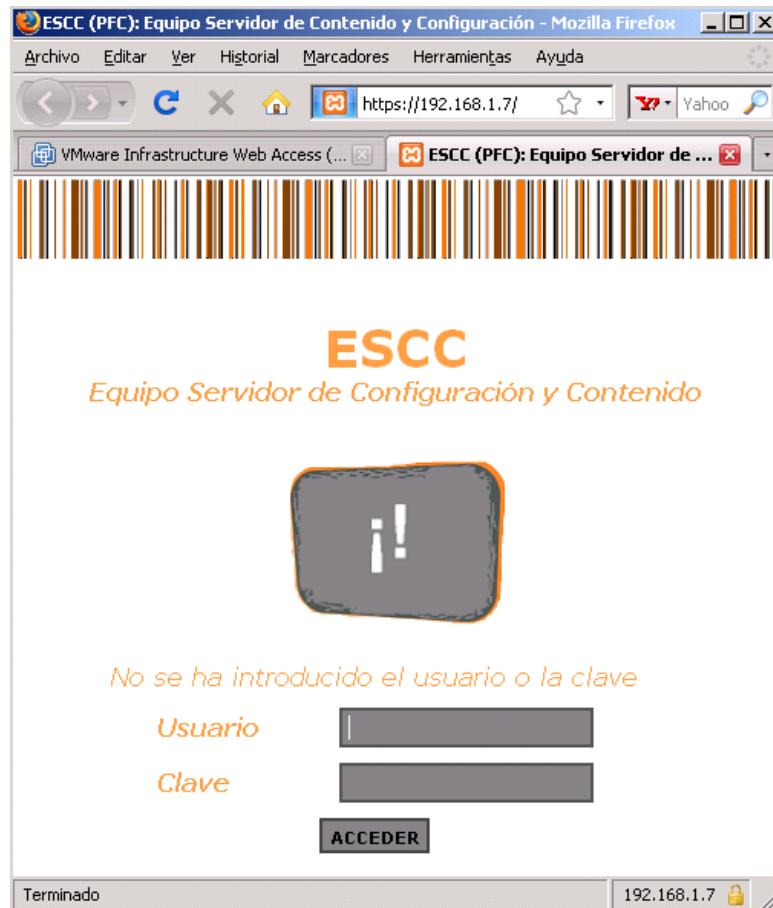 ESCC (PFC): Equipo Servidor de Contenido y Configuración - Mozilla Firefox
Archivo Editar Ver Historial Marcadores Herramientas Ayuda
https://192.168.1.7/ Yahoo
VMware Infrastructure Web Access (... ESCC (PFC): Equipo Servidor de ...
ESCC
Equipo Servidor de Configuración y Contenido
¡!
No se ha introducido el usuario o la clave
Usuario
Clave
ACCEDER
Terminado 192.168.1.7